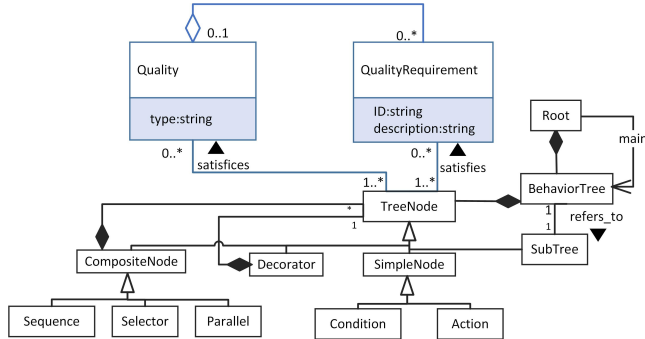 0..1
0..*
Quality
QualityRequirement
type:string
ID:string
description:string
Root
main
0..*
satisfices
0..*
satisfies
1..*
1..*
BehaviorTree
TreeNode
*
1
1
refers_to
1
CompositeNode
Decorator
SimpleNode
SubTree
Sequence
Selector
Parallel
Condition
Action